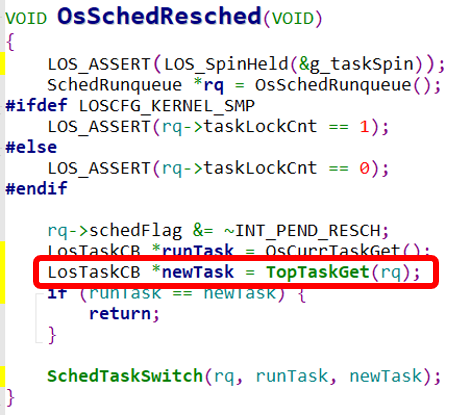 VOID OsSchedResched(VOID)
{
    LOS_ASSERT(LOS_SpinHeld(&g_taskSpin));
    SchedRunqueue *rq = OsSchedRunqueue();
#ifdef LOSCFG_KERNEL_SMP
    LOS_ASSERT(rq->taskLockCnt == 1);
#else
    LOS_ASSERT(rq->taskLockCnt == 0);
#endif

    rq->schedFlag &= ~INT_PEND_RESCH;
    LosTaskCB *runTask = OsCurrTaskGet();
    LosTaskCB *newTask = TopTaskGet(rq);
    if (runTask == newTask) {
        return;
    }

    SchedTaskSwitch(rq, runTask, newTask);
}